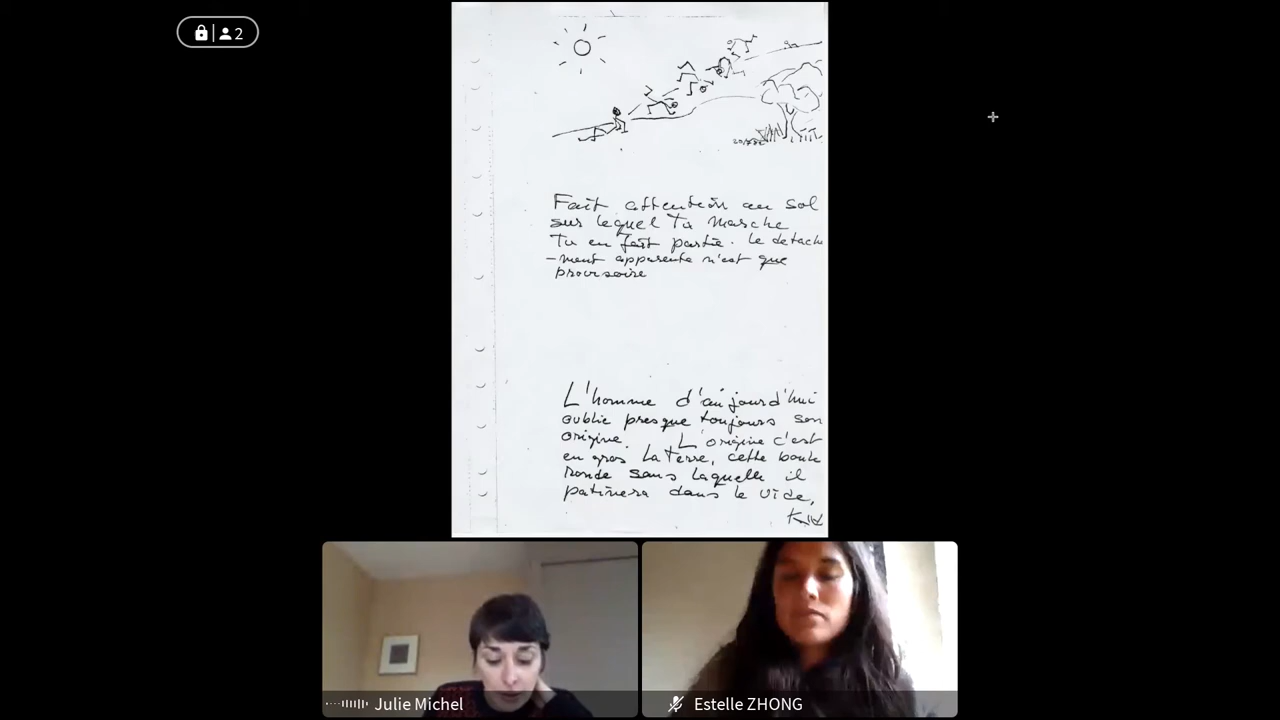 2
Fait attention au sol
sur lequel tu marche
Tu en fait partie. le detach
-ment apparente n'est que
provisoire
L'homme d'aujourd'hui
oublie presque toujours son
origine. L'origine c'est
en gros la Terre, cette boule
ronde sans laquelle il
patinera dans le vide,
Julie Michel
Estelle ZHONG